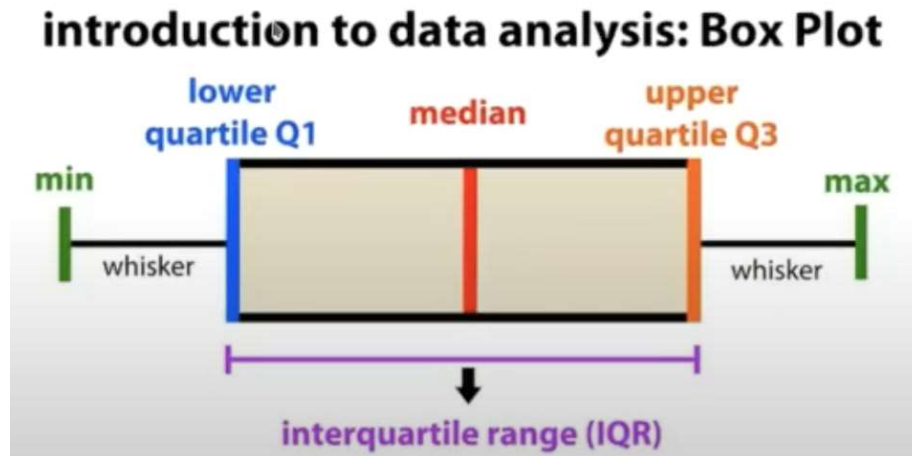 introduction to data analysis: Box Plot
lower
quartile Q1
median
upper
quartile Q3
min
max
whisker
whisker
interquartile range (IQR)